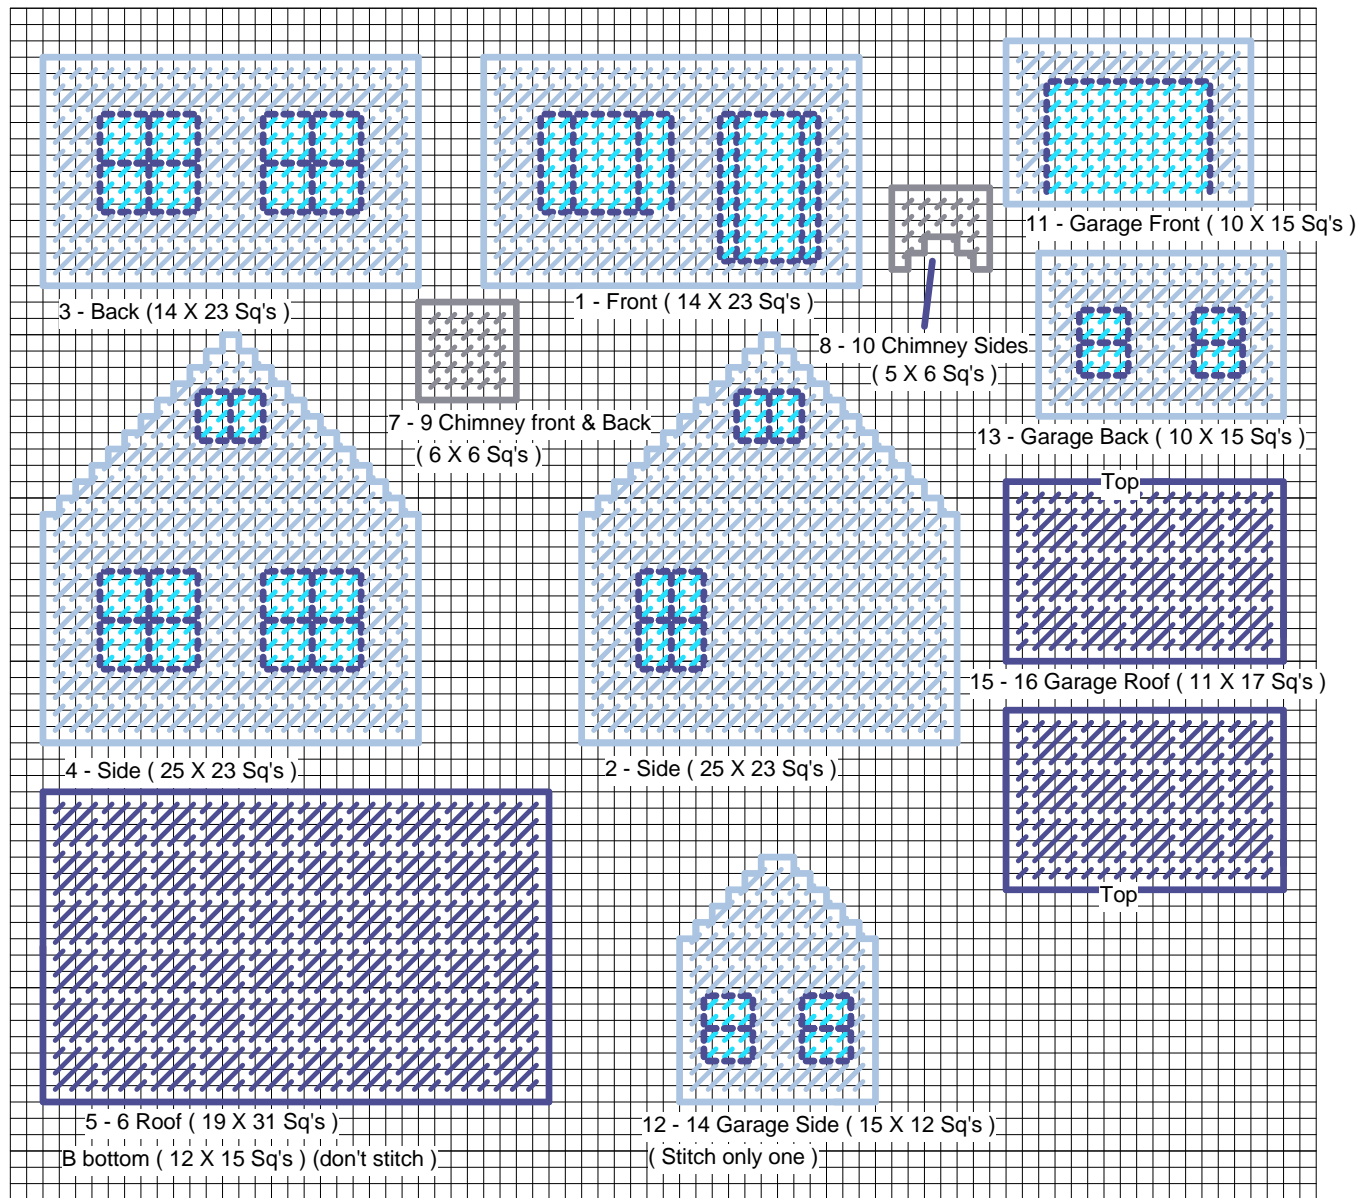 11 - Garage Front ( 10 X 15 Sq's )
3 - Back (14 X 23 Sq's )
1 - Front ( 14 X 23 Sq's )
8 - 10 Chimney Sides
( 5 X 6 Sq's )
7 - 9 Chimney front & Back
( 6 X 6 Sq's )
13 - Garage Back ( 10 X 15 Sq's )
Top
15 - 16 Garage Roof ( 11 X 17 Sq's )
4 - Side ( 25 X 23 Sq's )
2 - Side ( 25 X 23 Sq's )
Top
5 - 6 Roof ( 19 X 31 Sq's )
B bottom ( 12 X 15 Sq's ) (don't stitch )
12 - 14 Garage Side ( 15 X 12 Sq's )
( Stitch only one )